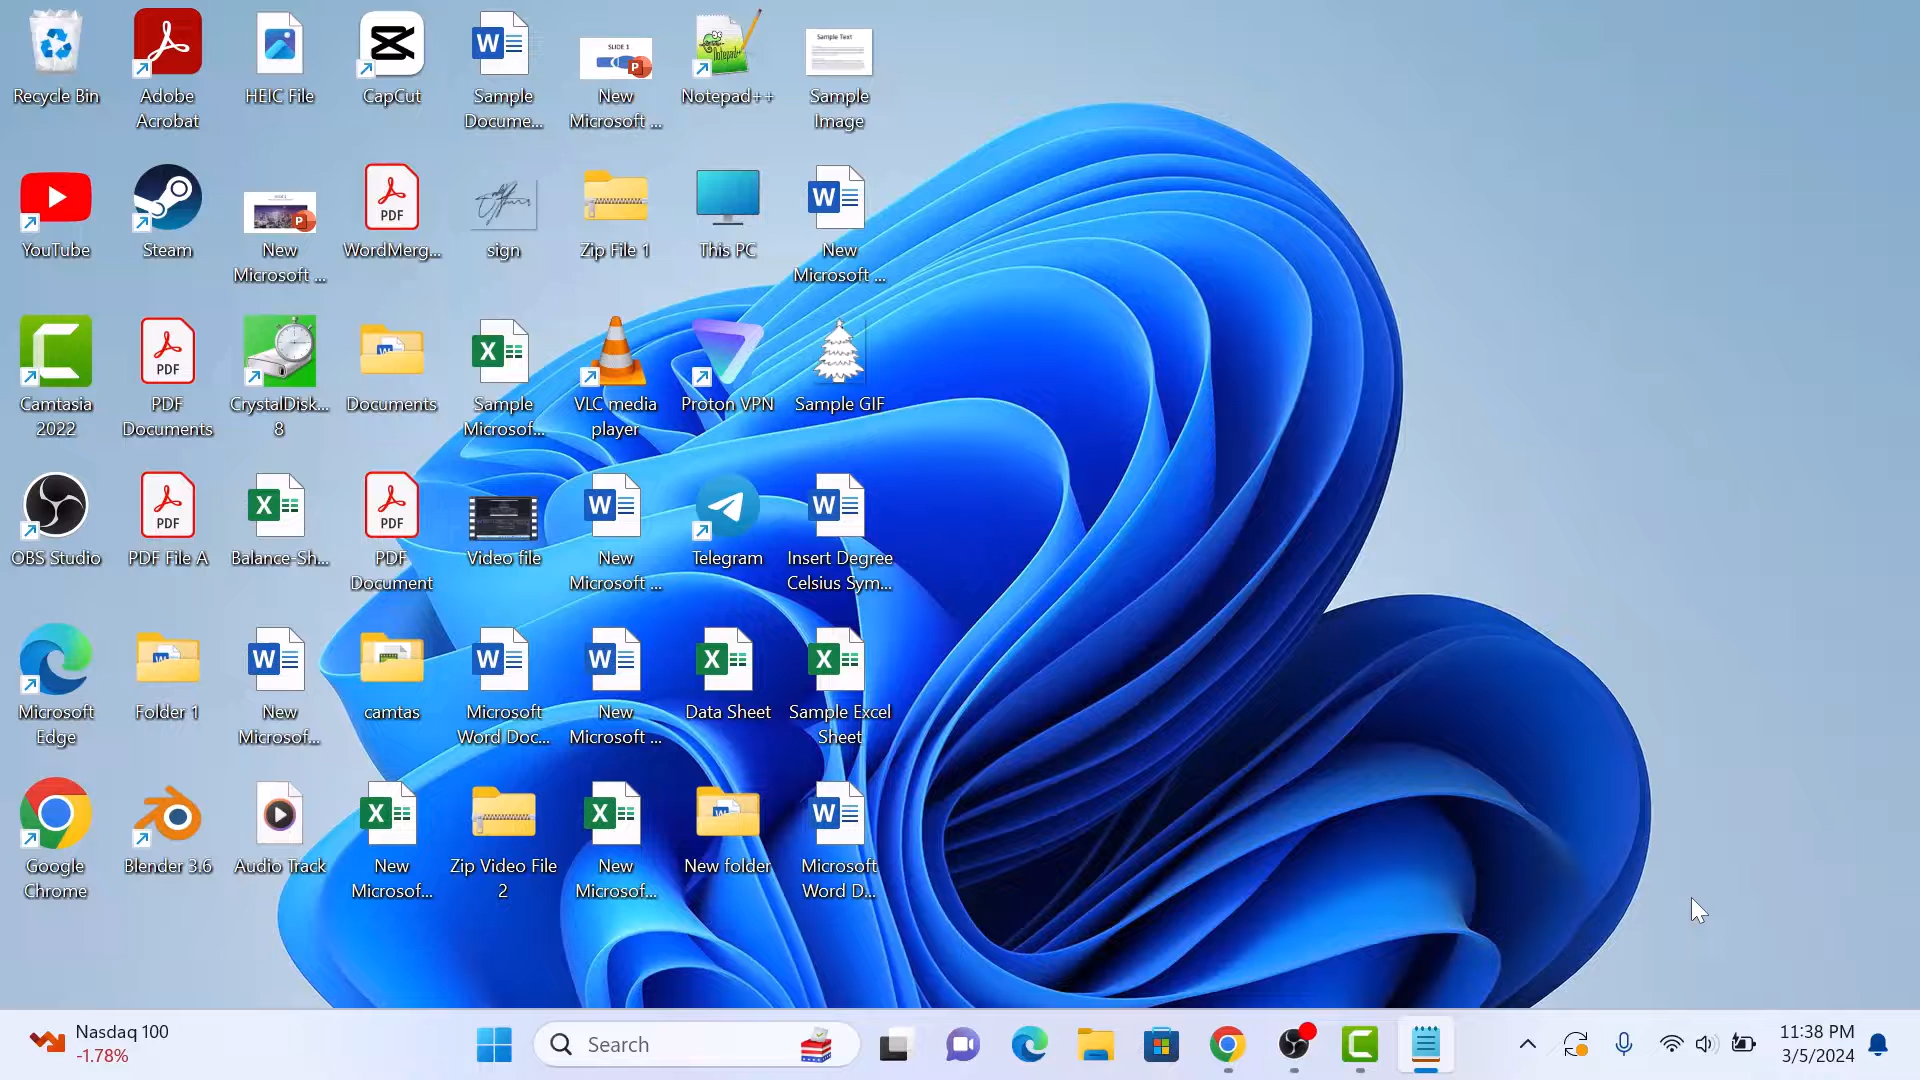 Recycle Bin
Adobe
Acrobat
HEIC File
CapCut
Sample
Docume...
SLIDE 1
New
Microsoft ...
Notepad++
Sample Text
Sample
Image
YouTube
Steam
New
Microsoft ...
PDF
WordMerg...
sign
Zip File 1
This PC
New
Microsoft ...
Camtasia
2022
PDF
PDF
Documents
CrystalDisk...
8
Documents
Sample
Microsof...
VLC media
player
Proton VPN
Sample GIF
OBS Studio
PDF
PDF File A
Balance-Sh...
PDF
PDF
Document
Video file
New
Microsoft ...
Telegram
Insert Degree
Celsius Sym...
Microsoft
Edge
Folder 1
New
Microsof...
camtas
Microsoft
Word Doc...
New
Microsoft ...
Data Sheet
Sample Excel
Sheet
Google
Chrome
Blender 3.6
Audio Track
New
Microsof...
Zip Video File
2
New
Microsof...
New folder
Microsoft
Word D...
Nasdaq 100
-1.78%
Search
11:38 PM
3/5/2024